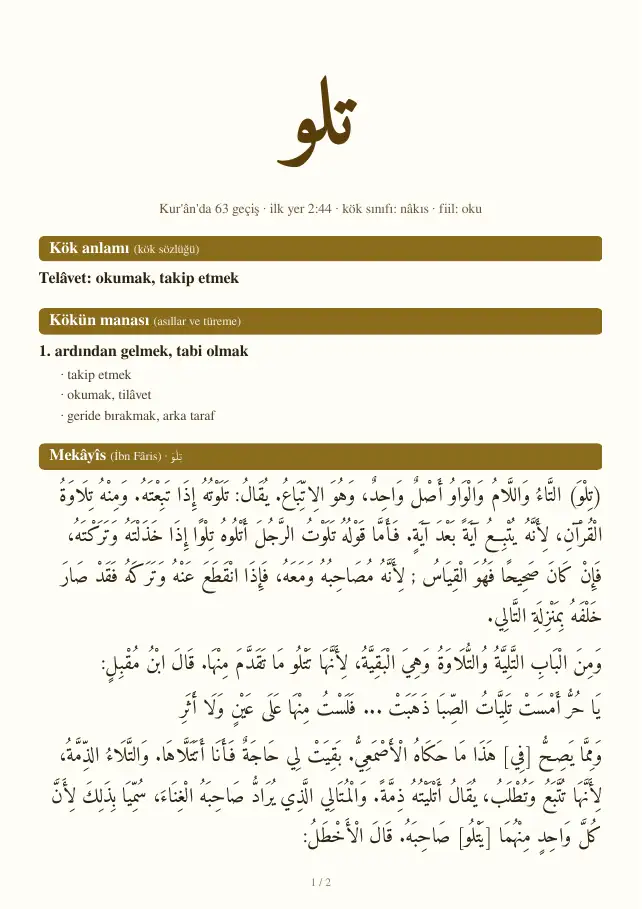 تلو
Kur'ân'da 63 geçiş · ilk yer 2:44 · kök sınıfı: nâkıs · fiil: oku
Kök anlamı (kök sözlüğü)
Telâvet: okumak, takip etmek
Kökün manası (asıllar ve türeme)
1. ardından gelmek, tabi olmak
· takip etmek
· okumak, tilâvet
· geride bırakmak, arka taraf
Mekâyîs (İbn Fâris) · تِلْوَ
(تِلْوَ) التَّاءُ وَاللَّامُ وَالْوَاوُ أَصْلٌ وَاحِدٌ، وَهُوَ الِاتِّبَاعُ. يُقَالُ: تَلَوْتُهُ إِذَا تَبِعْتَهُ. وَمِنْهُ تِلَاوَةُ
الْقُرْآنِ، لِأَنَّهُ يُتْبِعُ آيَةً بَعْدَ آيَةٍ. فَأَمَّا قَوْلُهُ تَلَوْتُ الرَّجُلَ أَتْلُوهُ تِلْوًا إِذَا خَذَلْتَهُ وَتَرَكْتَهُ،
فَإِنْ كَانَ صَحِيحًا فَهُوَ الْقِيَاسُ ; لِأَنَّهُ مُصَاحِبُهُ وَمَعَهُ، فَإِذَا انْقَطَعَ عَنْهُ وَتَرَكَهُ فَقَدْ صَارَ
خَلْفَهُ بِمَنْزِلَةِ التَّالِي.
وَمِنَ الْبَابِ التَّلِيَّةُ وَالتُّلَاوَةُ وَهِيَ الْبَقِيَّةُ، لِأَنَّهَا تَتْلُو مَا تَقَدَّمَ مِنْهَا. قَالَ ابْنُ مُقْبِلٍ:
يَا حُرُّ أَمْسَتْ تَلِيَّاتُ الصِّبَا ذَهَبَتْ ... فَلَسْتُ مِنْهَا عَلَى عَيْنٍ وَلَا أَثَرِ
وَمِمَّا يَصِحُّ [فِي] هَذَا مَا حَكَاهُ الْأَصْمَعِيُّ. بَقِيَتْ لِي حَاجَةٌ فَأَنَا أَتَتَلَّاهَا. وَالتَّلَاءُ الذِّمَّةُ،
لِأَنَّهَا تُتَّبَعُ وَتُطْلَبُ، يُقَالُ أَتْلَيْتُهُ ذِمَّةً. وَالْمُتَالِي الَّذِي يُرَادُّ صَاحِبَهُ الْغِنَاءَ، سُمِّيَا بِذَلِكَ لِأَنَّ
كُلَّ وَاحِدٍ مِنْهُمَا [يَتْلُو] صَاحِبَهُ. قَالَ الْأَخْطَلُ:
1 / 2